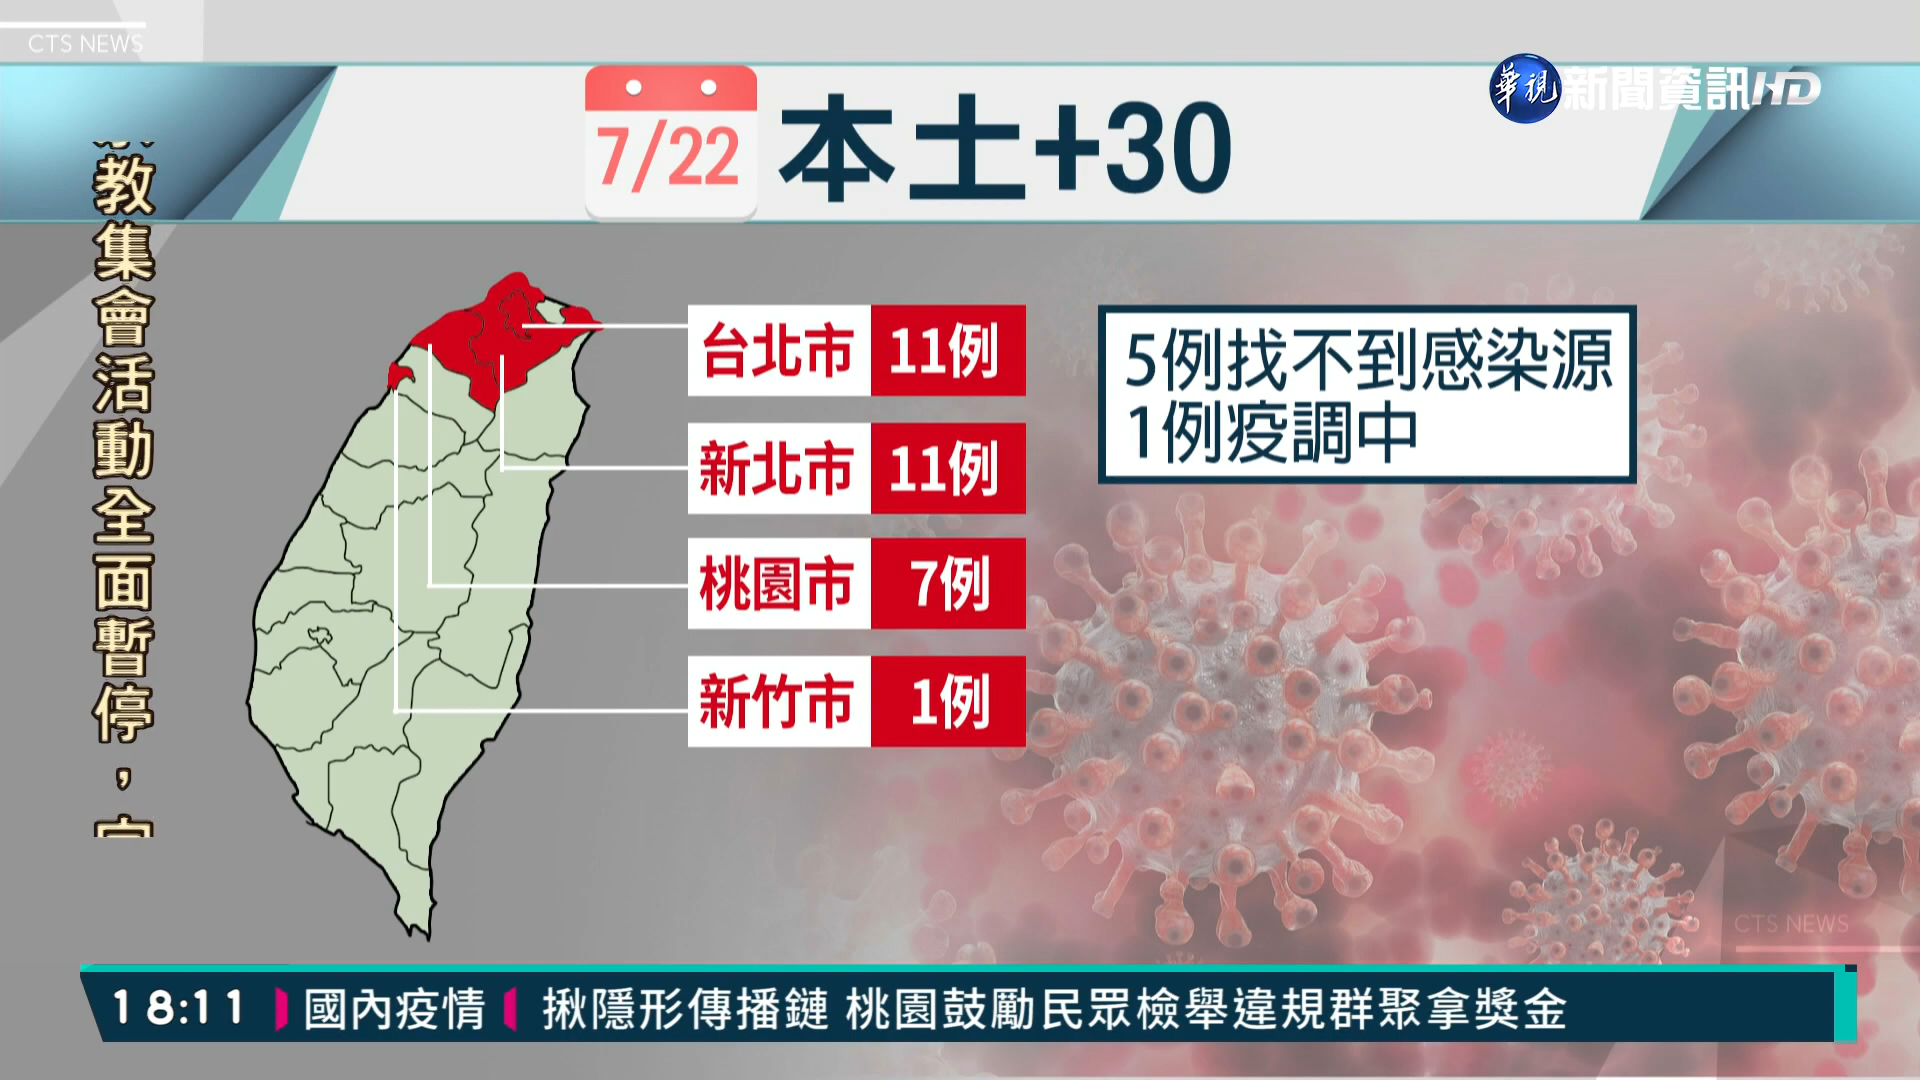 CTS NEWS
華視新聞資訊HD
7/22 本土+30
教集會活動全面暫停，
台北市 11例
新北市 11例
桃園市 7例
新竹市 1例
5例找不到感染源
1例疫調中
CTS NEWS
18:11 國內疫情 揪隱形傳播鏈 桃園鼓勵民眾檢舉違規群聚拿獎金